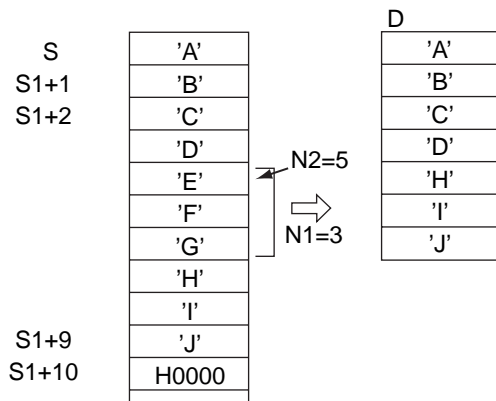 D
S 'A' 'A'
S1+1 'B' 'B'
S1+2 'C' 'C'
'D' 'D'
N2=5
'E' 'H'
'F' 'I'
N1=3
'G' 'J'
'H'
'I'
S1+9 'J'
S1+10 H0000